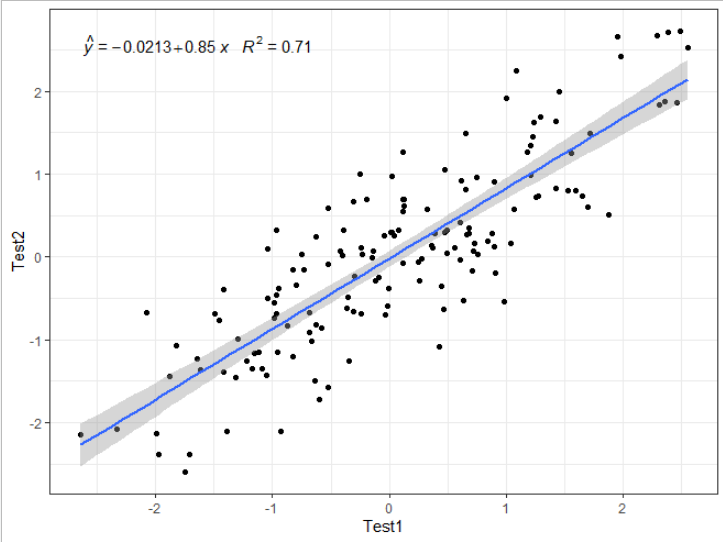 ŷ = −0.0213+0.85 x R² = 0.71
2
1
0
-1
-2
Test2
-2 -1 0 1 2
Test1